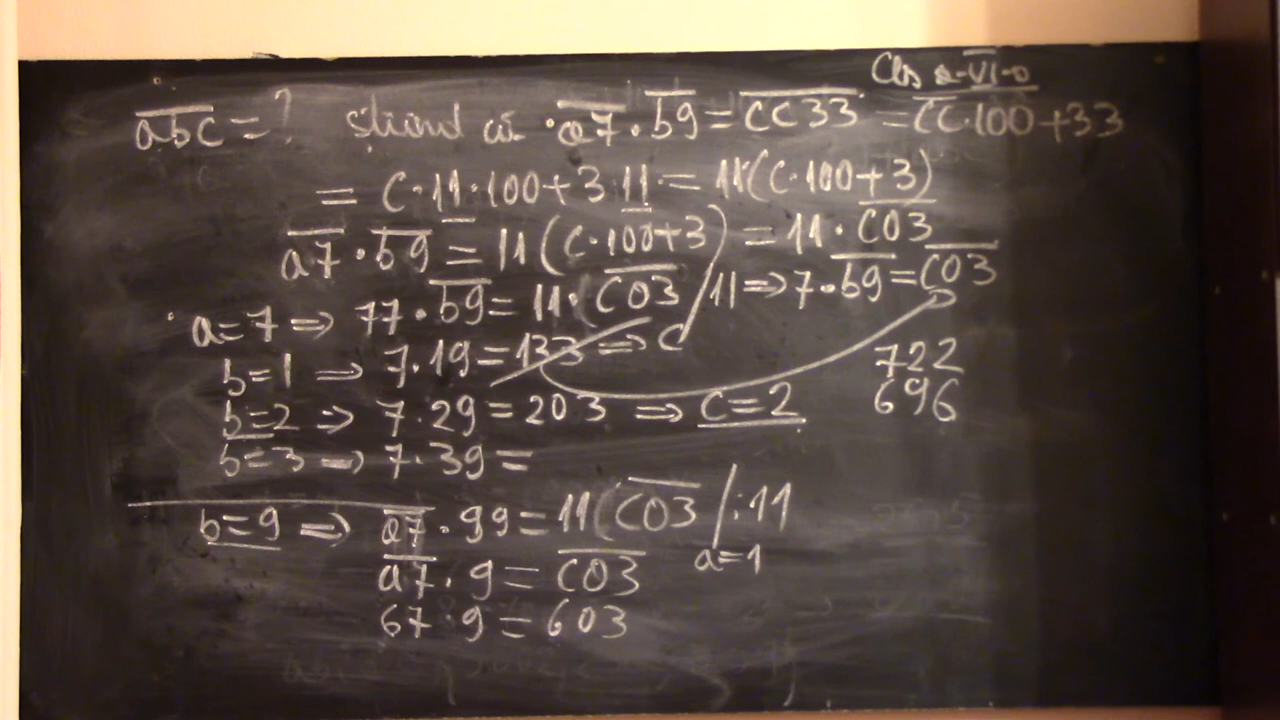 Cls a-VI-a
abc = ? știind că a7 · b9 = CC33 = CC·100+33
= C·11·100+3·11 = 11(C·100+3)
a7 · b9 = 11(C·100+3) = 11·C03
a=7 ⇒ 77·b9 = 11·(C03 /11 ⇒ 7·b9 = C03
b=1 ⇒ 7·19=133 ⇒ C
722
b=2 ⇒ 7·29=203 ⇒ C=2
696
b=3 ⇒ 7·39=
b=9 ⇒ a7·99=11(C03 /:11
a7·9=C03 a=1
67·9=603